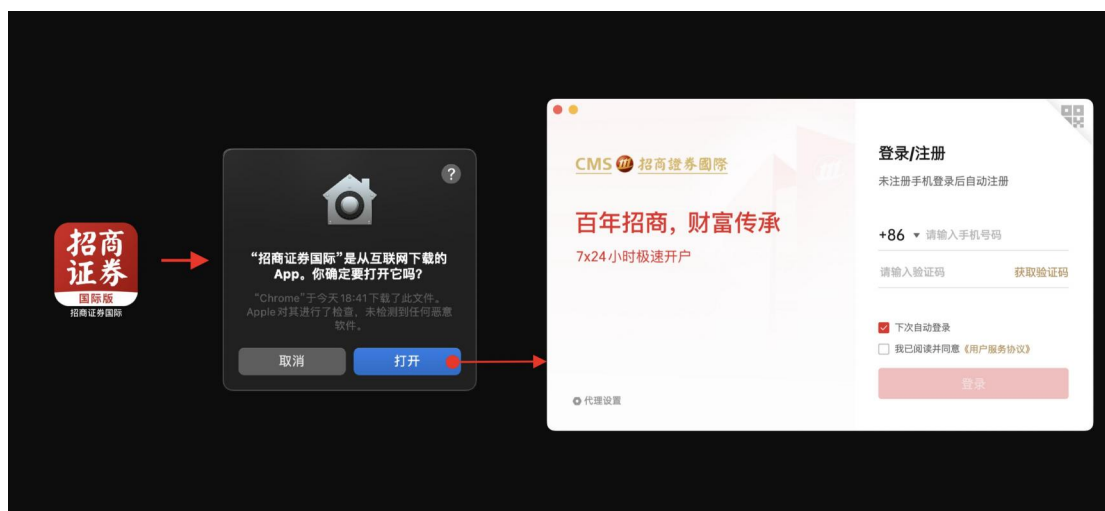 招商
证券
国际版
招商证券国际
?
“招商证券国际”是从互联网下载的
App。你确定要打开它吗？
“Chrome”于今天 18:41下载了此文件。
Apple 对其进行了检查，未检测到任何恶意
软件。
取消
打开
CMS 招商證券國際
百年招商，财富传承
7x24小时极速开户
代理设置
登录/注册
未注册手机登录后自动注册
+86 请输入手机号码
请输入验证码 获取验证码
下次自动登录
我已阅读并同意《用户服务协议》
登录